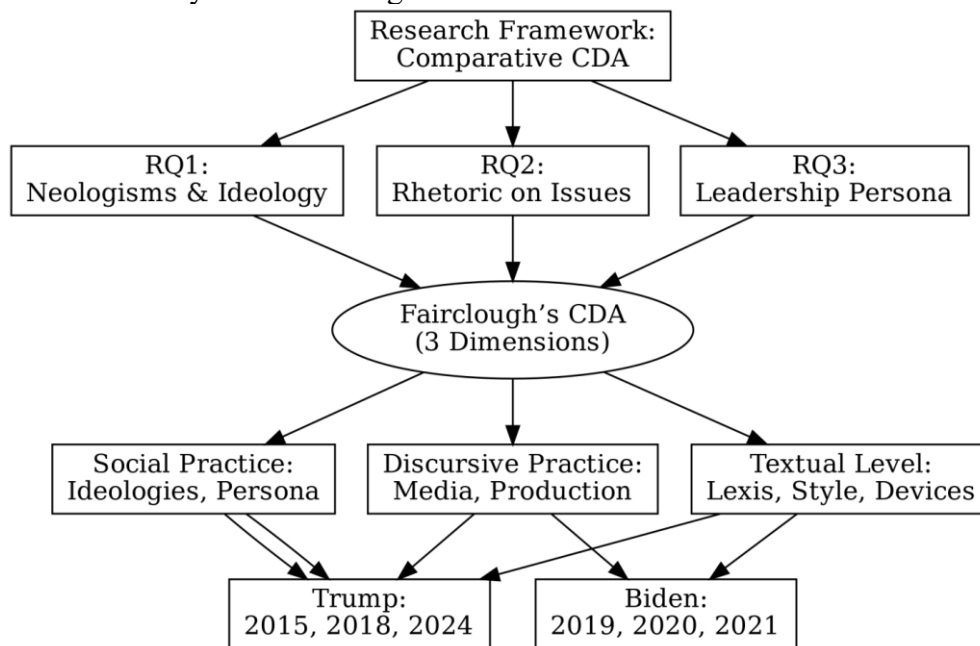 Research Framework:
Comparative CDA
RQ1:
Neologisms & Ideology
RQ2:
Rhetoric on Issues
RQ3:
Leadership Persona
Fairclough's CDA
(3 Dimensions)
Social Practice:
Ideologies, Persona
Discursive Practice:
Media, Production
Textual Level:
Lexis, Style, Devices
Trump:
2015, 2018, 2024
Biden:
2019, 2020, 2021